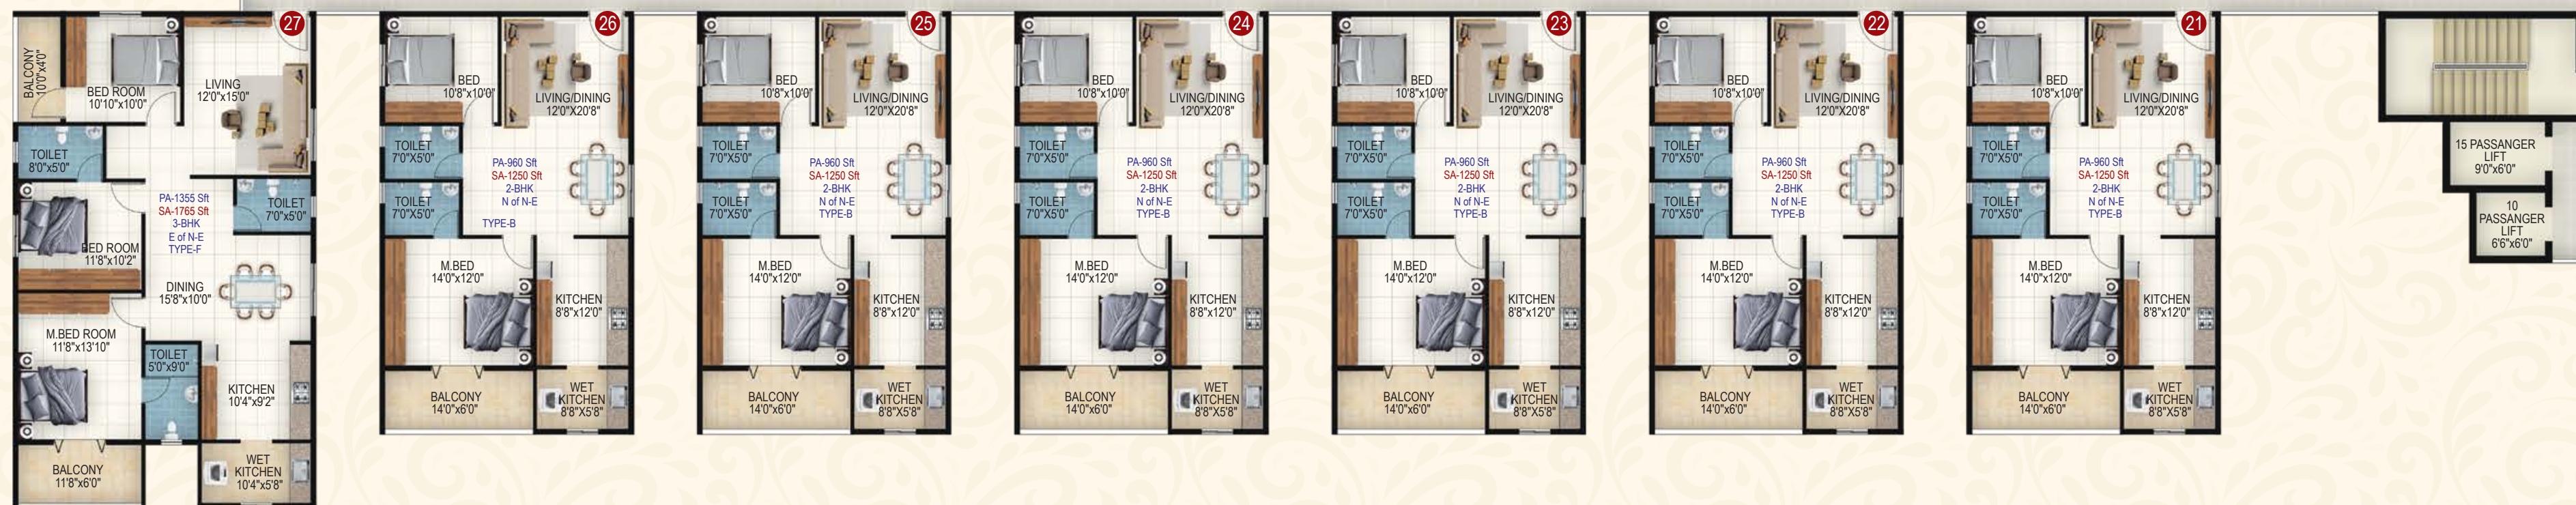 27
BALCONY
10'0"x4'0"
BED ROOM
10'10"x10'0"
LIVING
12'0"x15'0"
TOILET
8'0"x5'0"
PA-1355 Sft
SA-1765 Sft
3-BHK
E of N-E
TYPE-F
TOILET
7'0"x5'0"
BED ROOM
11'8"x10'2"
DINING
15'8"x10'0"
M.BED ROOM
11'8"x13'10"
TOILET
5'0"x9'0"
KITCHEN
10'4"x9'2"
BALCONY
11'8"x6'0"
WET
KITCHEN
10'4"x5'8"
26
BED
10'8"x10'0"
LIVING/DINING
12'0"X20'8"
TOILET
7'0"X5'0"
PA-960 Sft
SA-1250 Sft
2-BHK
N of N-E
TYPE-B
TOILET
7'0"X5'0"
M.BED
14'0"x12'0"
KITCHEN
8'8"x12'0"
BALCONY
14'0"x6'0"
WET
KITCHEN
8'8"X5'8"
25
BED
10'8"x10'0"
LIVING/DINING
12'0"X20'8"
TOILET
7'0"X5'0"
PA-960 Sft
SA-1250 Sft
2-BHK
N of N-E
TYPE-B
TOILET
7'0"X5'0"
M.BED
14'0"x12'0"
KITCHEN
8'8"x12'0"
BALCONY
14'0"x6'0"
WET
KITCHEN
8'8"X5'8"
24
BED
10'8"x10'0"
LIVING/DINING
12'0"X20'8"
TOILET
7'0"X5'0"
PA-960 Sft
SA-1250 Sft
2-BHK
N of N-E
TYPE-B
TOILET
7'0"X5'0"
M.BED
14'0"x12'0"
KITCHEN
8'8"x12'0"
BALCONY
14'0"x6'0"
WET
KITCHEN
8'8"X5'8"
23
BED
10'8"x10'0"
LIVING/DINING
12'0"X20'8"
TOILET
7'0"X5'0"
PA-960 Sft
SA-1250 Sft
2-BHK
N of N-E
TYPE-B
TOILET
7'0"X5'0"
M.BED
14'0"x12'0"
KITCHEN
8'8"x12'0"
BALCONY
14'0"x6'0"
WET
KITCHEN
8'8"X5'8"
22
BED
10'8"x10'0"
LIVING/DINING
12'0"X20'8"
TOILET
7'0"X5'0"
PA-960 Sft
SA-1250 Sft
2-BHK
N of N-E
TYPE-B
TOILET
7'0"X5'0"
M.BED
14'0"x12'0"
KITCHEN
8'8"x12'0"
BALCONY
14'0"x6'0"
WET
KITCHEN
8'8"X5'8"
21
BED
10'8"x10'0"
LIVING/DINING
12'0"X20'8"
TOILET
7'0"X5'0"
PA-960 Sft
SA-1250 Sft
2-BHK
N of N-E
TYPE-B
TOILET
7'0"X5'0"
M.BED
14'0"x12'0"
KITCHEN
8'8"x12'0"
BALCONY
14'0"x6'0"
WET
KITCHEN
8'8"X5'8"
15 PASSANGER
LIFT
9'0"x6'0"
10
PASSANGER
LIFT
6'6"x6'0"